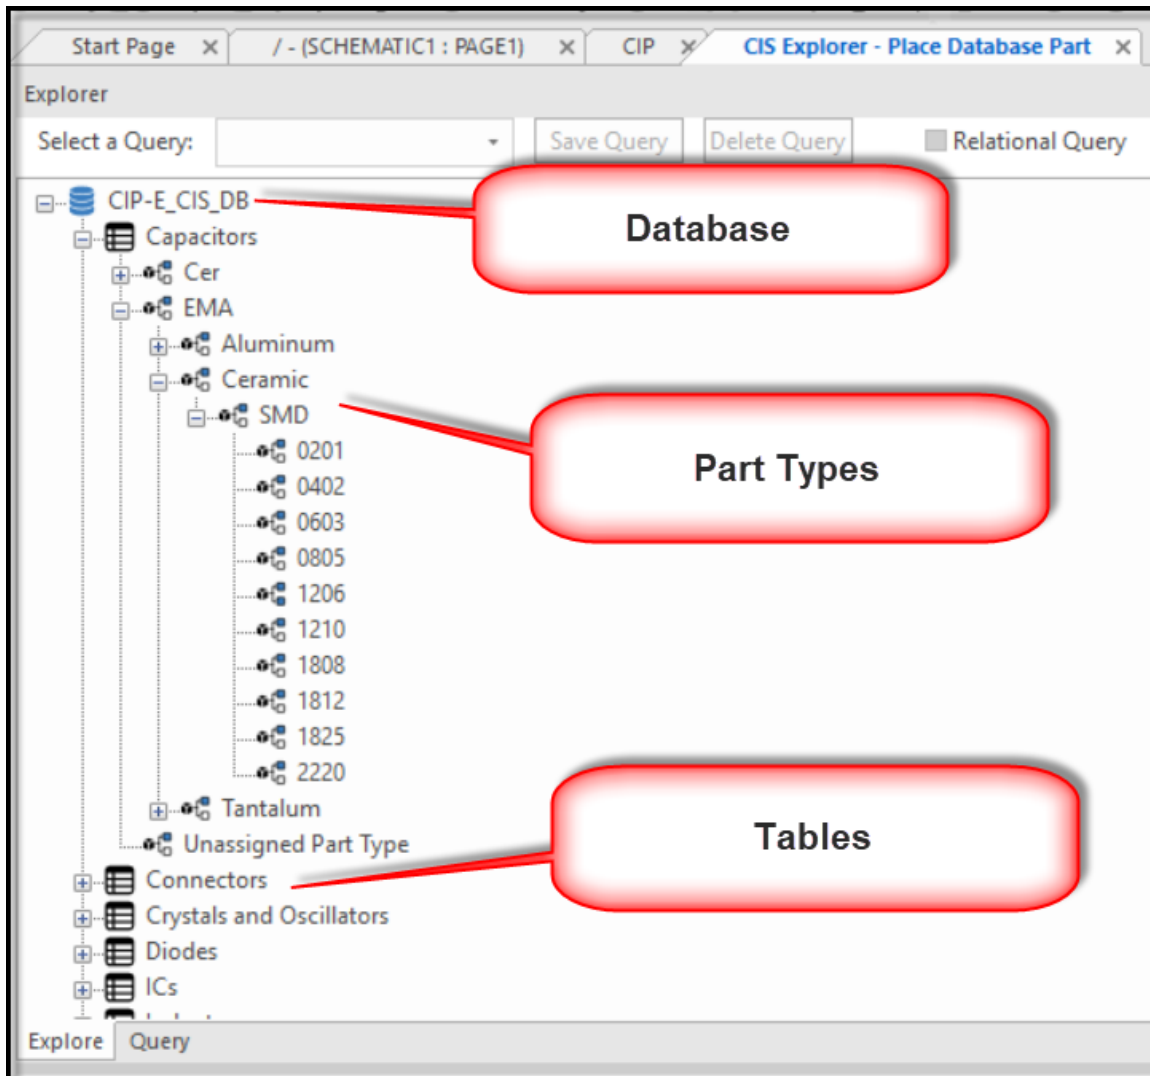 Start Page
/ - (SCHEMATIC1 : PAGE1)
CIP
CIS Explorer - Place Database Part
Explorer
Select a Query:
Save Query
Delete Query
Relational Query
CIP-E_CIS_DB
Database
Capacitors
Cer
EMA
Aluminum
Ceramic
SMD
Part Types
0201
0402
0603
0805
1206
1210
1808
1812
1825
2220
Tantalum
Tables
Unassigned Part Type
Connectors
Crystals and Oscillators
Diodes
ICs
Explore
Query